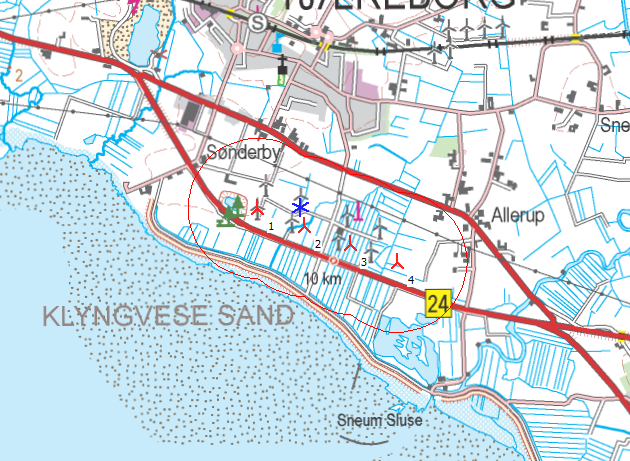 S
2
Sønderby
Sne
Allerup
1
2
3
4
10 km
24
KLYNGVESE SAND
Sneum Sluse